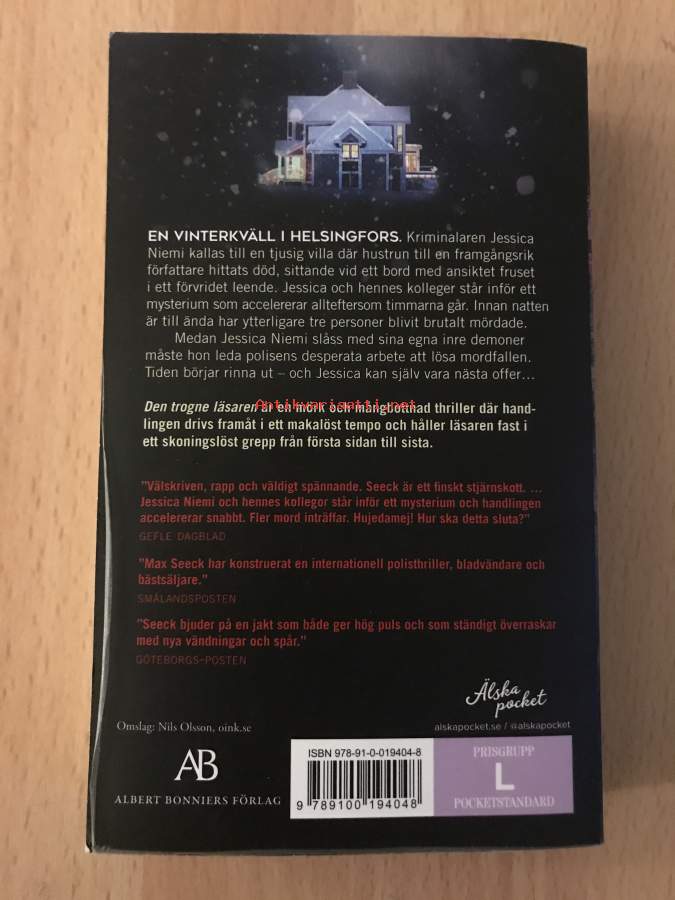 EN VINTERKVÄLL I HELSINGFORS. Kriminalaren Jessica
Niemi kallas till en tjusig villa där hustrun till en framgångsrik
författare hittats död, sittande vid ett bord med ansiktet fruset
i ett förvridet leende. Jessica och hennes kolleger står inför ett
mysterium som accelererar allteftersom timmarna går. Innan natten
är till ända har ytterligare tre personer blivit brutalt mördade.
Medan Jessica Niemi slåss med sina egna inre demoner
måste hon leda polisens desperata arbete att lösa mordfallen.
Tiden börjar rinna ut – och Jessica kan själv vara nästa offer...
Antikvariaatti.net
Den trogne läsaren är en mörk och mångbottnad thriller där hand-
lingen drivs framåt i ett makalöst tempo och håller läsaren fast i
ett skoningslöst grepp från första sidan till sista.
"Välskriven, rapp och väldigt spännande. Seeck är ett finskt stjärnskott. ...
Jessica Niemi och hennes kollegor står inför ett mysterium och handlingen
accelererar snabbt. Fler mord inträffar. Hujedamej! Hur ska detta sluta?"
GEFLE DAGBLAD
"Max Seeck har konstruerat en internationell polisthriller, bladvändare och
bästsäljare."
SMÅLANDSPOSTEN
"Seeck bjuder på en jakt som både ger hög puls och som ständigt överraskar
med nya vändningar och spår."
GÖTEBORGS-POSTEN
Älska
pocket
Omslag: Nils Olsson, oink.se
alskapocket.se / @alskapocket
AB
ALBERT BONNIERS FÖRLAG
ISBN 978-91-0-019404-8
9 789100 194048
PRISGRUPP
L
POCKETSTANDARD